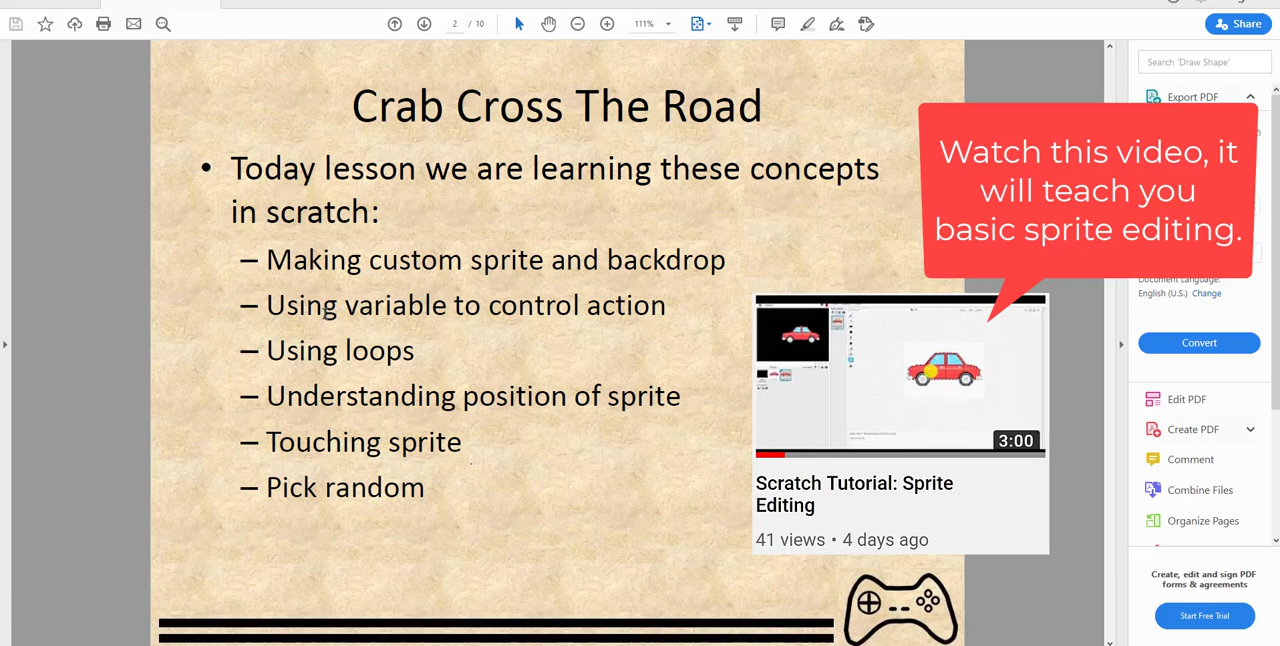 2 / 10
111%
Share
Crab Cross The Road
• Today lesson we are learning these concepts
in scratch:
– Making custom sprite and backdrop
– Using variable to control action
– Using loops
– Understanding position of sprite
– Touching sprite
– Pick random
Watch this video, it
will teach you
basic sprite editing.
3:00
Scratch Tutorial: Sprite
Editing
41 views • 4 days ago
Search 'Draw Shape'
Export PDF
Document Language:
English (U.S.) Change
Convert
Edit PDF
Create PDF
Comment
Combine Files
Organize Pages
Create, edit and sign PDF
forms & agreements
Start Free Trial